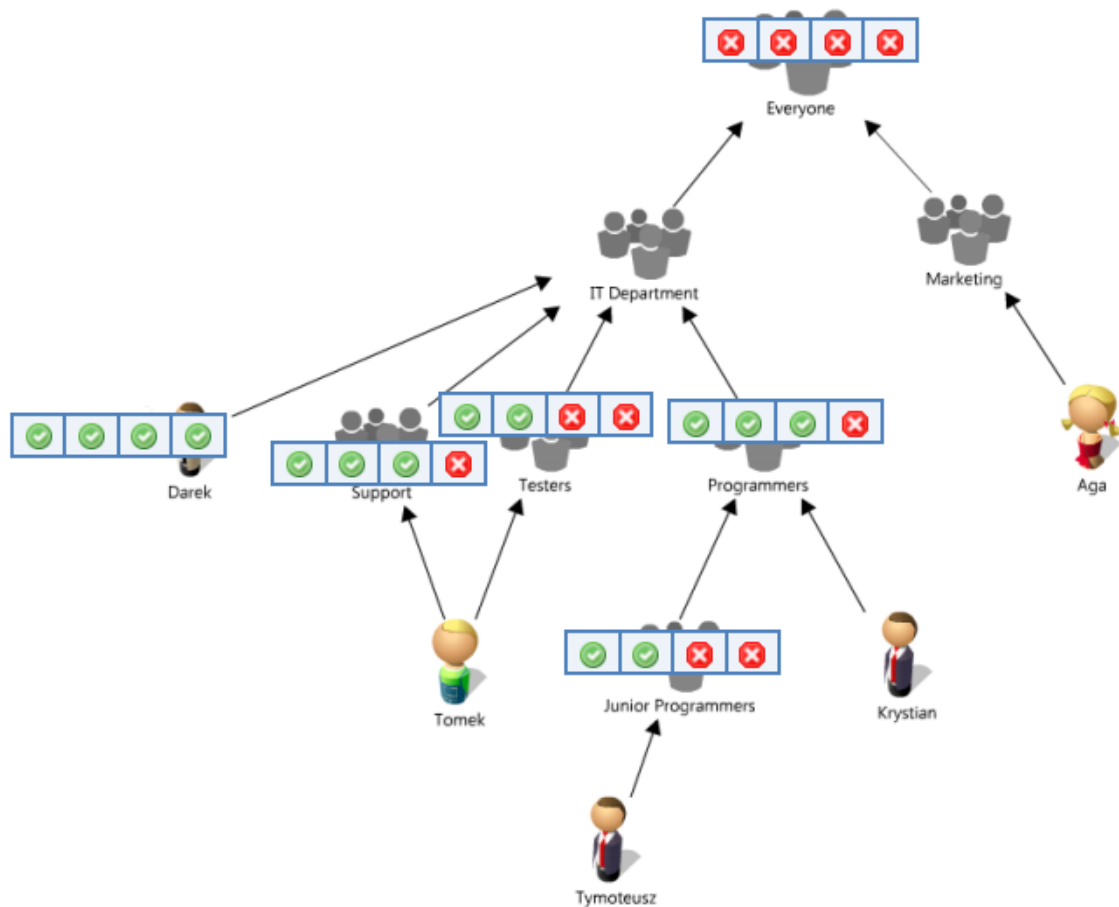 Everyone
IT Department
Marketing
Darek
Support
Testers
Programmers
Aga
Tomek
Junior Programmers
Krystian
Tymoteusz